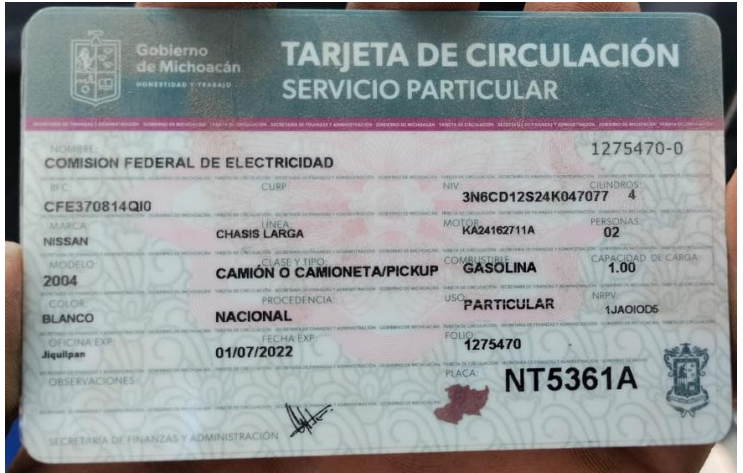 Gobierno
de Michoacán
HONESTIDAD Y TRABAJO
TARJETA DE CIRCULACIÓN
SERVICIO PARTICULAR
NOMBRE:
1275470-0
COMISION FEDERAL DE ELECTRICIDAD
RFC CURP NIV CILINDROS
CFE370814QI0 3N6CD12S24K047077 4
MARCA LÍNEA MOTOR PERSONAS
NISSAN CHASIS LARGA KA24162711A 02
MODELO CLASE Y TIPO: COMBUSTIBLE CAPACIDAD DE CARGA
2004 CAMIÓN O CAMIONETA/PICKUP GASOLINA 1.00
COLOR PROCEDENCIA: USO NRPV
BLANCO NACIONAL PARTICULAR 1JAOIOD5
OFICINA EXP FECHA EXP FOLIO
Jiquilpan 01/07/2022 1275470
OBSERVACIONES PLACA
NT5361A
SECRETARÍA DE FINANZAS Y ADMINISTRACIÓN